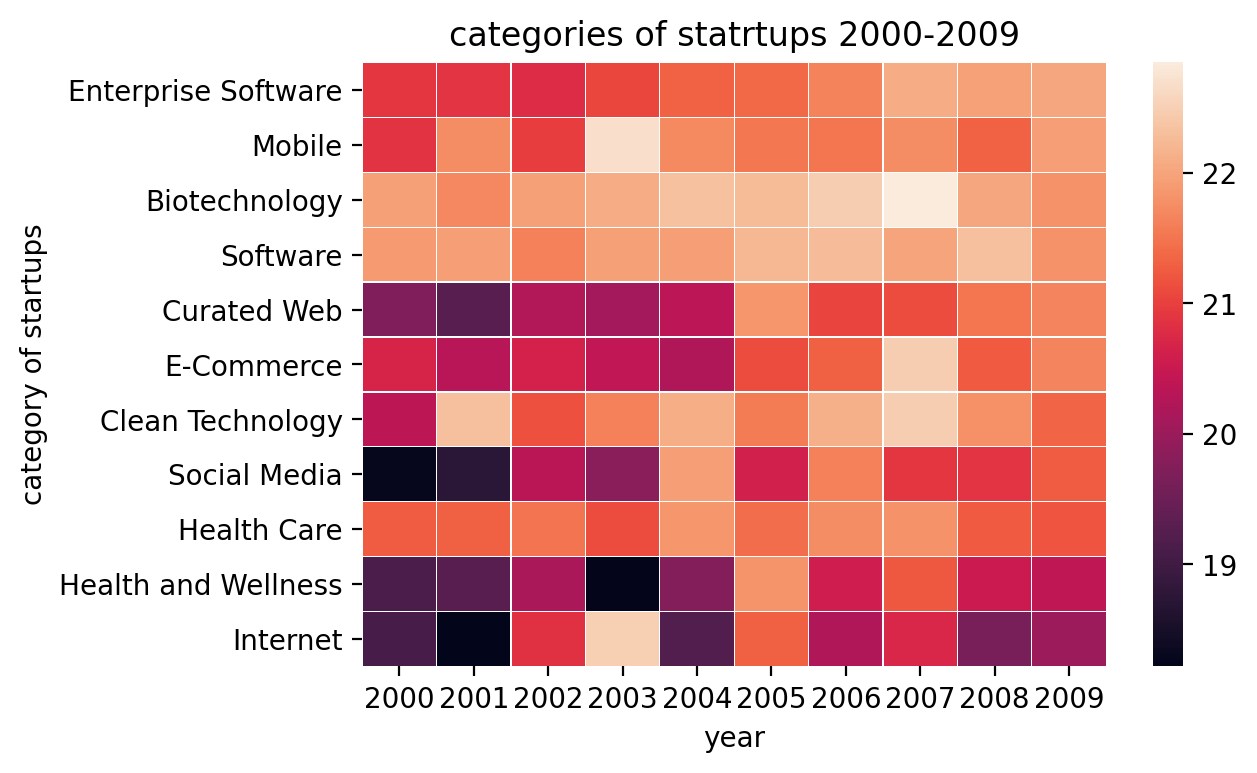 categories of statrtups 2000-2009
category of startups
Enterprise Software
Mobile
Biotechnology
Software
Curated Web
E-Commerce
Clean Technology
Social Media
Health Care
Health and Wellness
Internet
2000 2001 2002 2003 2004 2005 2006 2007 2008 2009
year
22
21
20
19